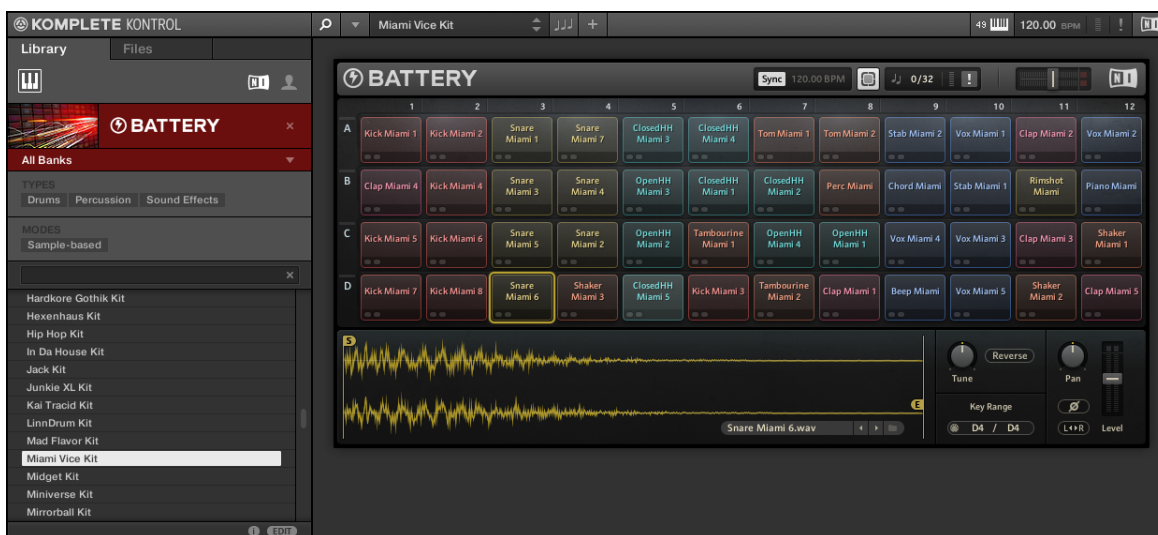 KOMPLETE KONTROL
Miami Vice Kit
49
120.00 BPM
!
NI
Library
Files
NI
BATTERY
×
All Banks
TYPES
Drums
Percussion
Sound Effects
MODES
Sample-based
×
Hardkore Gothik Kit
Hexenhaus Kit
Hip Hop Kit
In Da House Kit
Jack Kit
Junkie XL Kit
Kai Tracid Kit
LinnDrum Kit
Mad Flavor Kit
Miami Vice Kit
Midget Kit
Miniverse Kit
Mirrorball Kit
i
EDIT
BATTERY
Sync 120.00 BPM
0/32
!
NI
1 2 3 4 5 6 7 8 9 10 11 12
A
Kick Miami 1
Kick Miami 2
Snare
Miami 1
Snare
Miami 7
ClosedHH
Miami 3
ClosedHH
Miami 4
Tom Miami 1
Tom Miami 2
Stab Miami 2
Vox Miami 1
Clap Miami 2
Vox Miami 2
B
Clap Miami 4
Kick Miami 4
Snare
Miami 3
Snare
Miami 4
OpenHH
Miami 3
ClosedHH
Miami 1
ClosedHH
Miami 2
Perc Miami
Chord Miami
Stab Miami 1
Rimshot
Miami
Piano Miami
C
Kick Miami 5
Kick Miami 6
Snare
Miami 5
Snare
Miami 2
OpenHH
Miami 2
Tambourine
Miami 1
OpenHH
Miami 4
OpenHH
Miami 1
Vox Miami 4
Vox Miami 3
Clap Miami 3
Shaker
Miami 1
D
Kick Miami 7
Kick Miami 8
Snare
Miami 6
Shaker
Miami 3
ClosedHH
Miami 5
Kick Miami 3
Tambourine
Miami 2
Clap Miami 1
Beep Miami
Vox Miami 5
Shaker
Miami 2
Clap Miami 5
S
E
Snare Miami 6.wav
Tune
Reverse
Key Range
D4 / D4
Pan
Ø
L R
Level